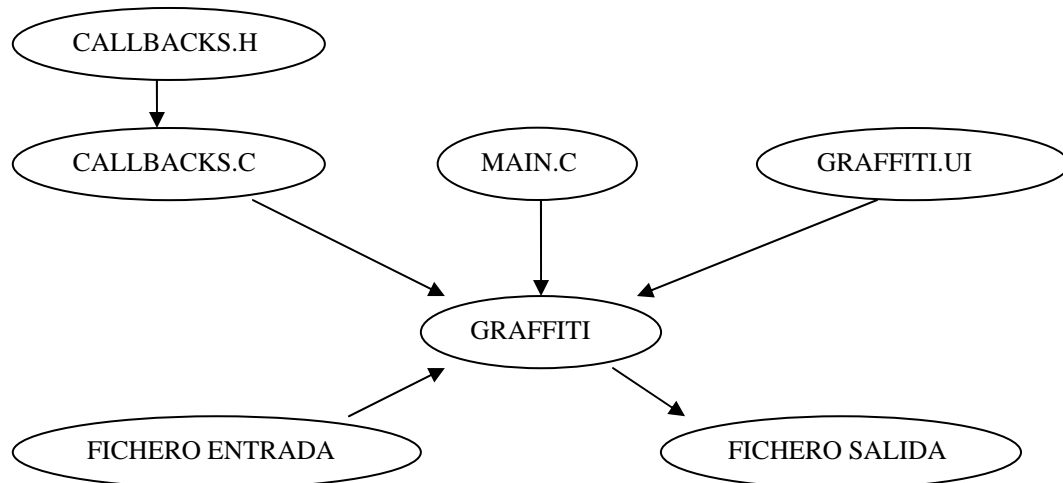 CALLBACKS.H
CALLBACKS.C
MAIN.C
GRAFFITI.UI
GRAFFITI
FICHERO ENTRADA
FICHERO SALIDA